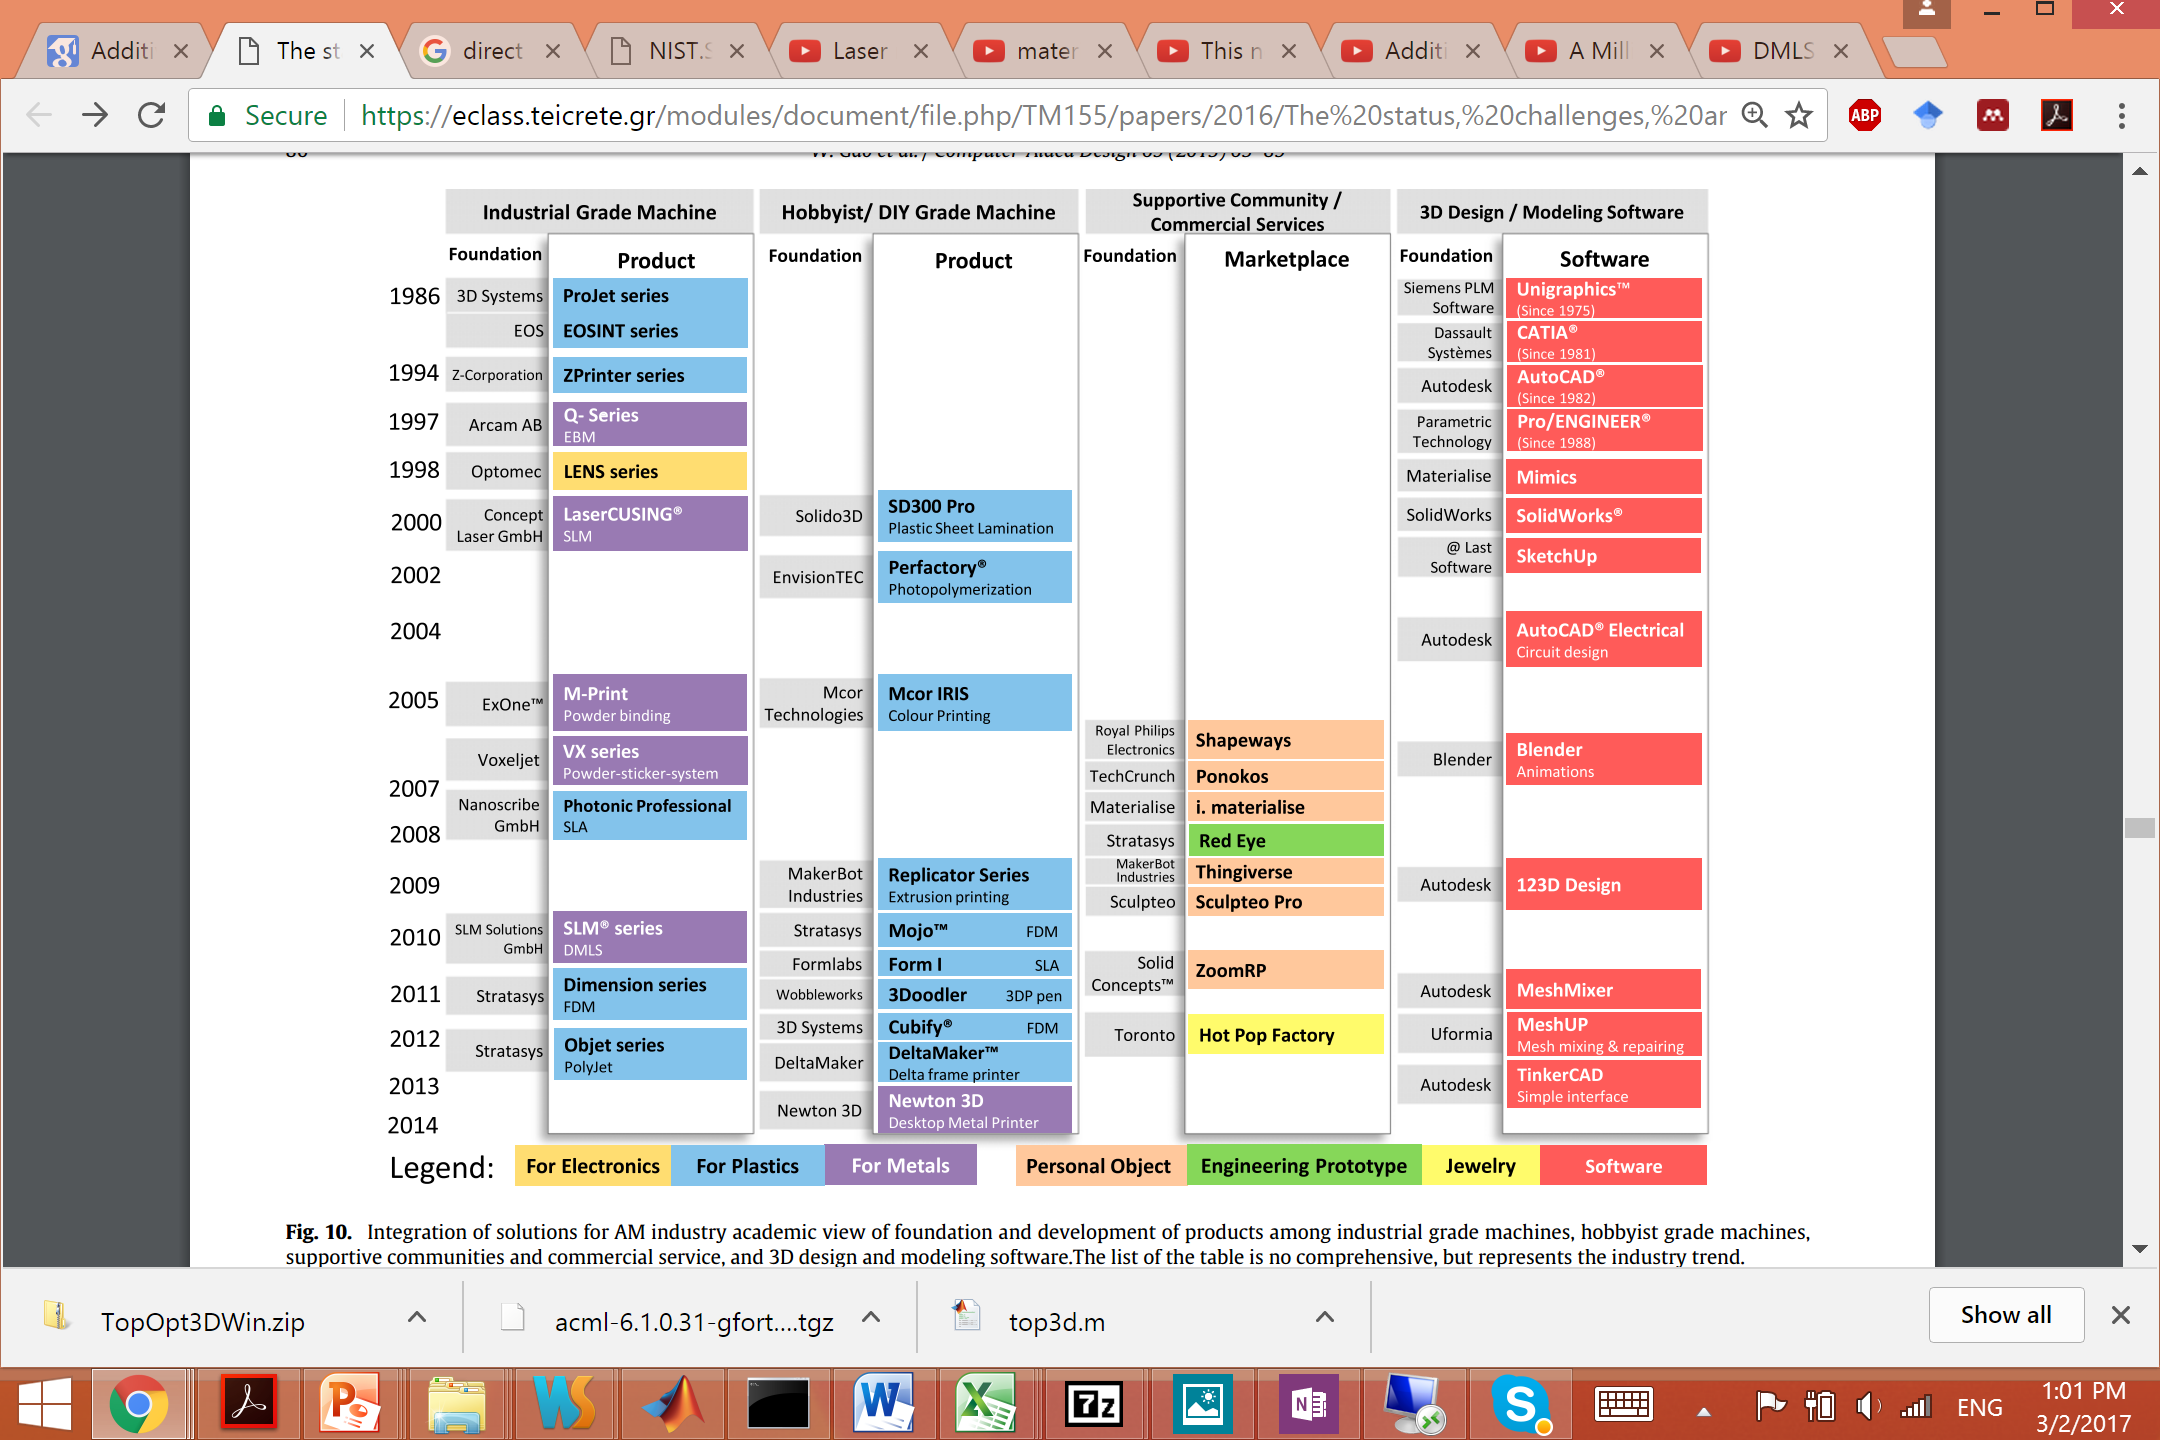 Additi
The st
direct
NIST.S
Laser
mater
This n
Additi
A Mill
DMLS
Secure
https://eclass.teicrete.gr/modules/document/file.php/TM155/papers/2016/The%20status,%20challenges,%20ar
ABP
Industrial Grade Machine
Hobbyist/ DIY Grade Machine
Supportive Community /
Commercial Services
3D Design / Modeling Software
Foundation
Product
Foundation
Product
Foundation
Marketplace
Foundation
Software
1986
1994
1997
1998
2000
2002
2004
2005
2007
2008
2009
2010
2011
2012
2013
2014
3D Systems
ProJet series
EOS
EOSINT series
Z-Corporation
ZPrinter series
Arcam AB
Q- Series
EBM
Optomec
LENS series
Concept
Laser GmbH
LaserCUSING®
SLM
ExOne™
M-Print
Powder binding
Voxeljet
VX series
Powder-sticker-system
Nanoscribe
GmbH
Photonic Professional
SLA
SLM Solutions
GmbH
SLM® series
DMLS
Stratasys
Dimension series
FDM
Stratasys
Objet series
PolyJet
Solido3D
SD300 Pro
Plastic Sheet Lamination
EnvisionTEC
Perfactory®
Photopolymerization
Mcor
Technologies
Mcor IRIS
Colour Printing
MakerBot
Industries
Replicator Series
Extrusion printing
Stratasys
Mojo™ FDM
Formlabs
Form I SLA
Wobbleworks
3Doodler 3DP pen
3D Systems
Cubify® FDM
DeltaMaker
DeltaMaker™
Delta frame printer
Newton 3D
Newton 3D
Desktop Metal Printer
Royal Philips
Electronics
Shapeways
TechCrunch
Ponokos
Materialise
i. materialise
Stratasys
Red Eye
MakerBot
Industries
Thingiverse
Sculpteo
Sculpteo Pro
Solid
Concepts™
ZoomRP
Toronto
Hot Pop Factory
Siemens PLM
Software
Unigraphics™
(Since 1975)
Dassault
Systèmes
CATIA®
(Since 1981)
Autodesk
AutoCAD®
(Since 1982)
Parametric
Technology
Pro/ENGINEER®
(Since 1988)
Materialise
Mimics
SolidWorks
SolidWorks®
@ Last
Software
SketchUp
Autodesk
AutoCAD® Electrical
Circuit design
Blender
Blender
Animations
Autodesk
123D Design
Autodesk
MeshMixer
Uformia
MeshUP
Mesh mixing & repairing
Autodesk
TinkerCAD
Simple interface
Legend:
For Electronics
For Plastics
For Metals
Personal Object
Engineering Prototype
Jewelry
Software
Fig. 10. Integration of solutions for AM industry academic view of foundation and development of products among industrial grade machines, hobbyist grade machines,
supportive communities and commercial service, and 3D design and modeling software.The list of the table is no comprehensive, but represents the industry trend.
TopOpt3DWin.zip
acml-6.1.0.31-gfort....tgz
top3d.m
Show all
7z
ENG
1:01 PM
3/2/2017